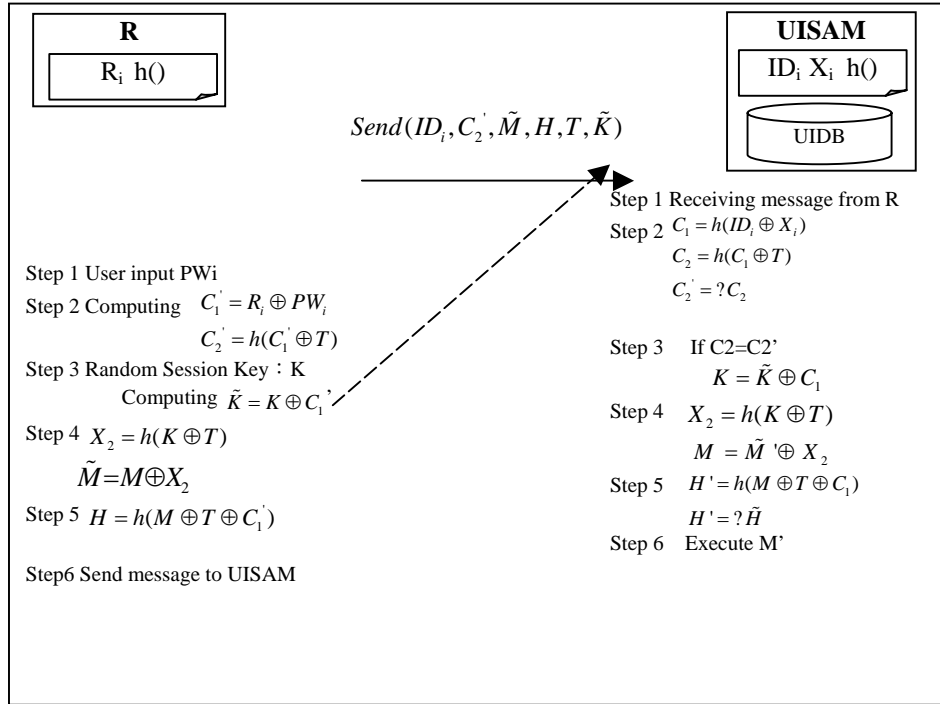 R
R_i h()
UISAM
ID_i X_i h()
UIDB
Send(ID_i, C_2', M̃, H, T, K̃)
Step 1 User input PWi
Step 2 Computing C_1' = R_i ⊕ PW_i
C_2' = h(C_1' ⊕ T)
Step 3 Random Session Key：K
Computing K̃ = K ⊕ C_1'
Step 4 X_2 = h(K ⊕ T)
M̃=M⊕X_2
Step 5 H = h(M ⊕ T ⊕ C_1')
Step6 Send message to UISAM
Step 1 Receiving message from R
Step 2 C_1 = h(ID_i ⊕ X_i)
C_2 = h(C_1 ⊕ T)
C_2' = ?C_2
Step 3 If C2=C2’
K = K̃ ⊕ C_1
Step 4 X_2 = h(K ⊕ T)
M = M̃ '⊕ X_2
Step 5 H ' = h(M ⊕ T ⊕ C_1)
H ' = ?H̃
Step 6 Execute M’